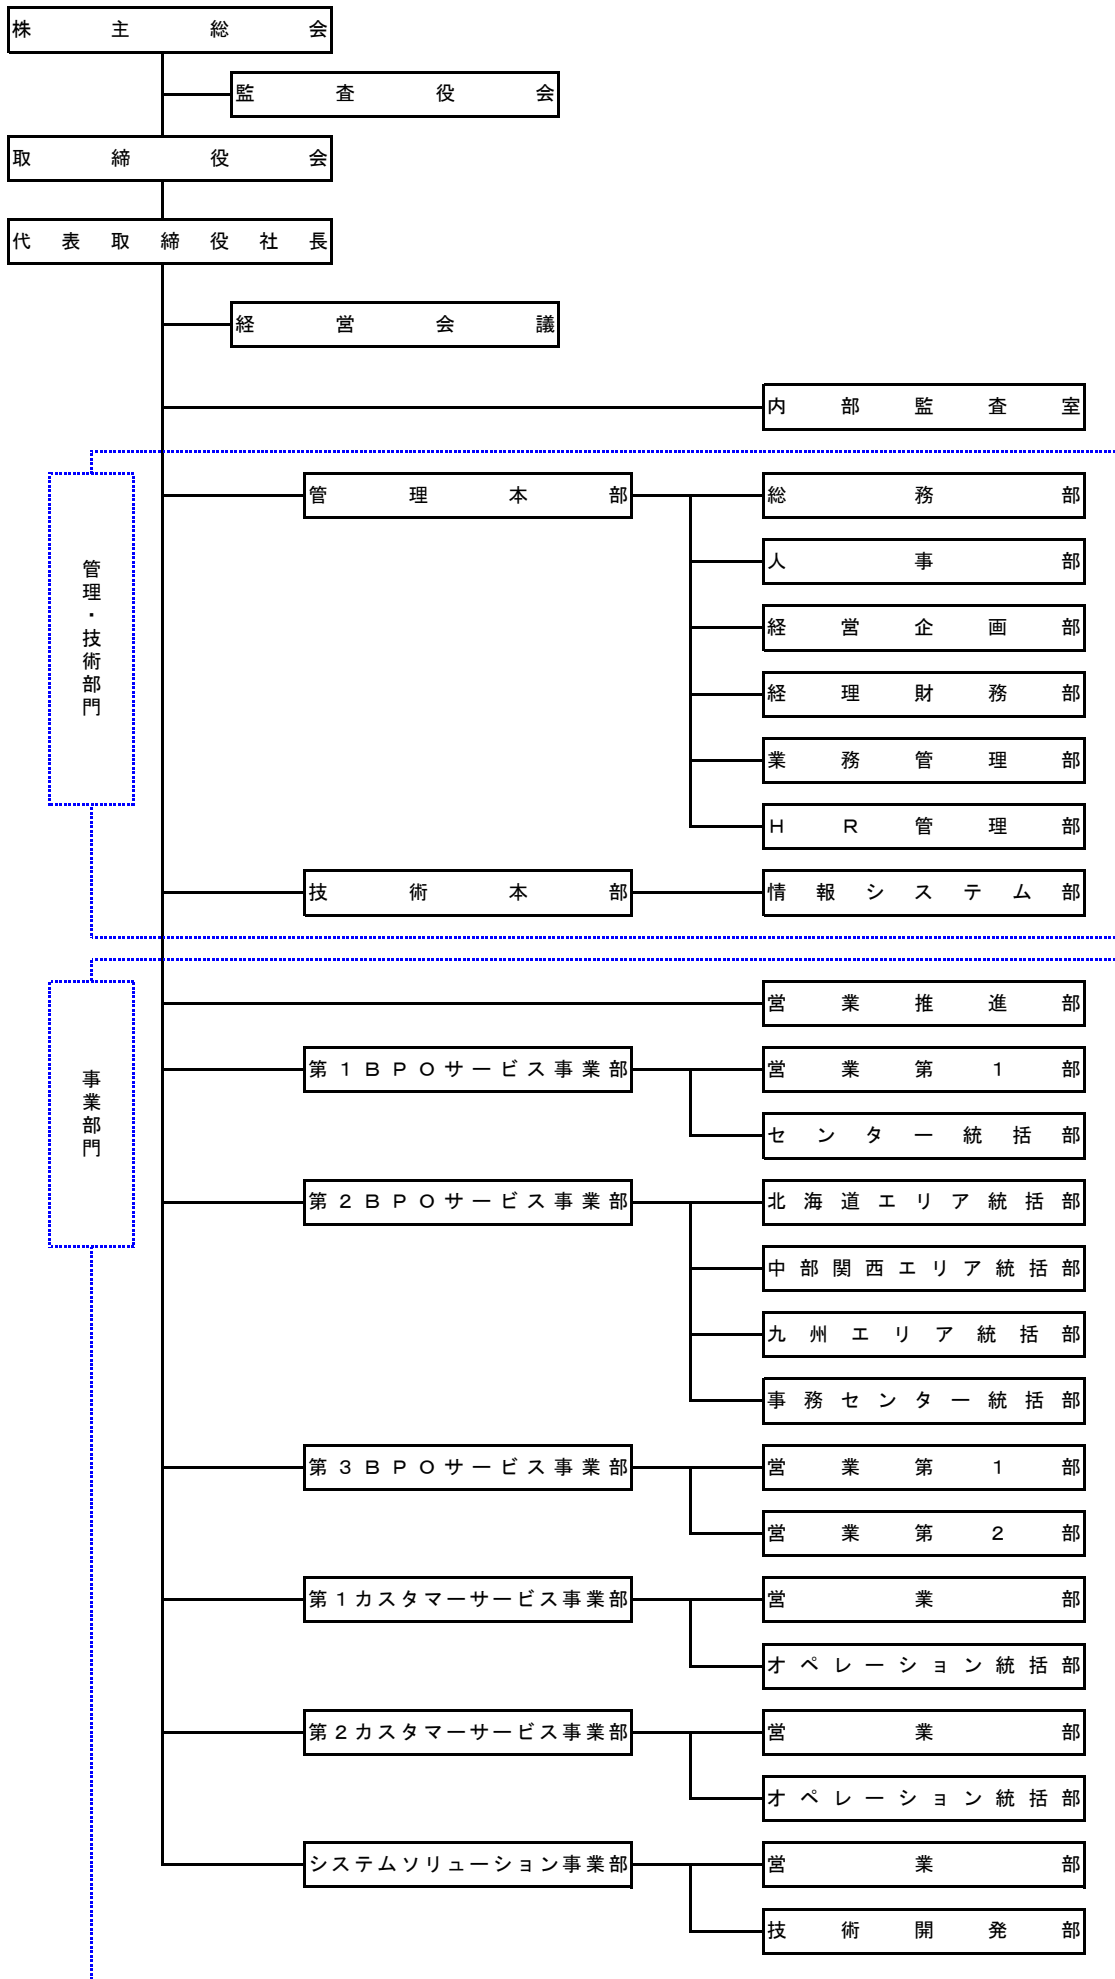 株主総会
監査役会
取締役会
代表取締役社長
経営会議
内部監査室
管理・技術部門
管理本部
総務部
人事部
経営企画部
経理財務部
業務管理部
ＨＲ管理部
技術本部
情報システム部
事業部門
営業推進部
第１ＢＰＯサービス事業部
営業第１部
センター統括部
第２ＢＰＯサービス事業部
北海道エリア統括部
中部関西エリア統括部
九州エリア統括部
事務センター統括部
第３ＢＰＯサービス事業部
営業第１部
営業第２部
第１カスタマーサービス事業部
営業部
オペレーション統括部
第２カスタマーサービス事業部
営業部
オペレーション統括部
システムソリューション事業部
営業部
技術開発部